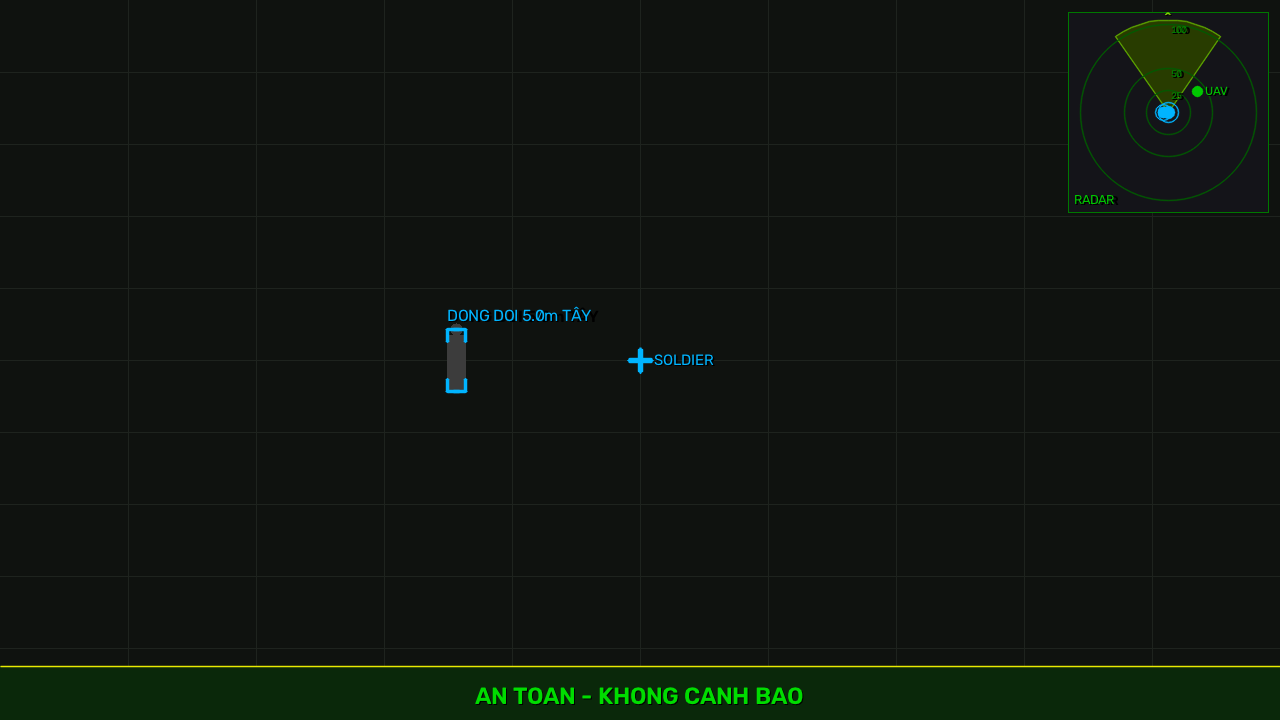 100
50
25
UAV
RADAR
DONG DOI 5.0m TÂY
SOLDIER
AN TOAN - KHONG CANH BAO